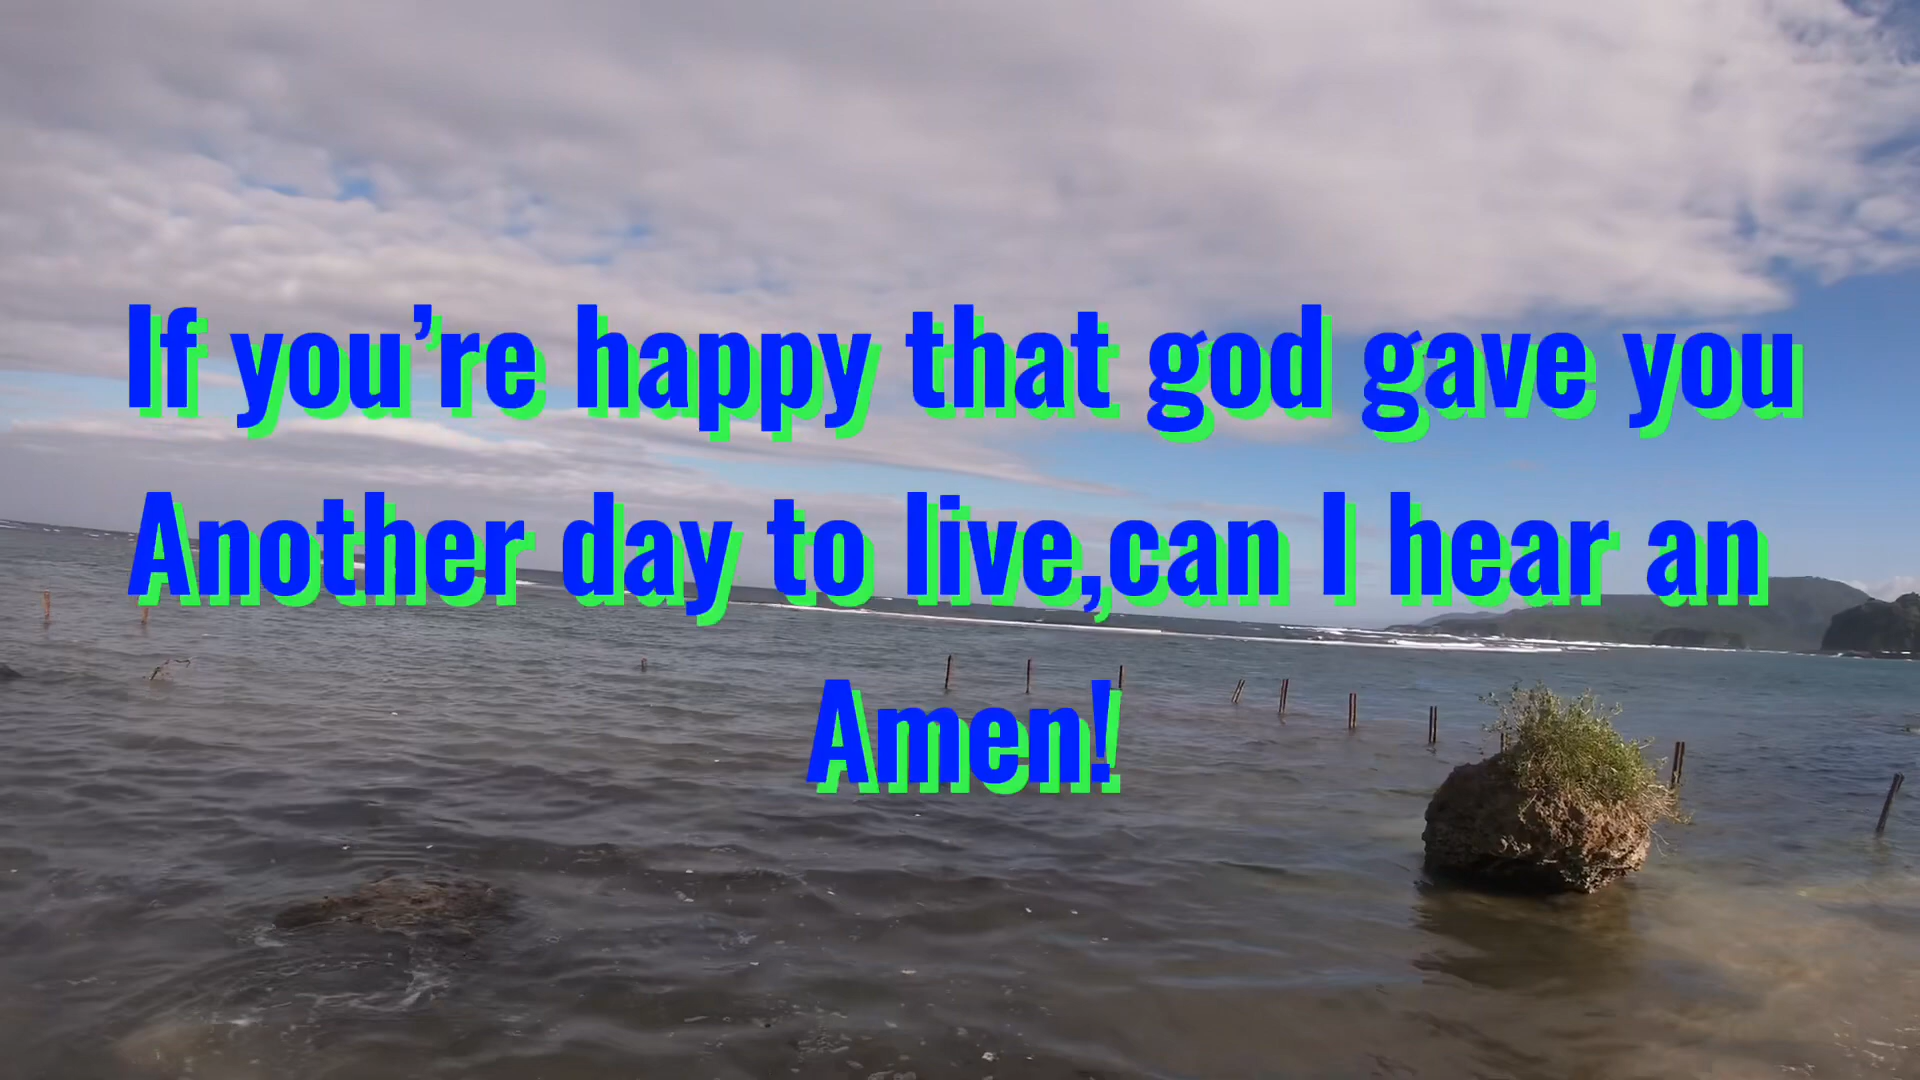 If you’re happy that god gave you
Another day to live,can I hear an
Amen!